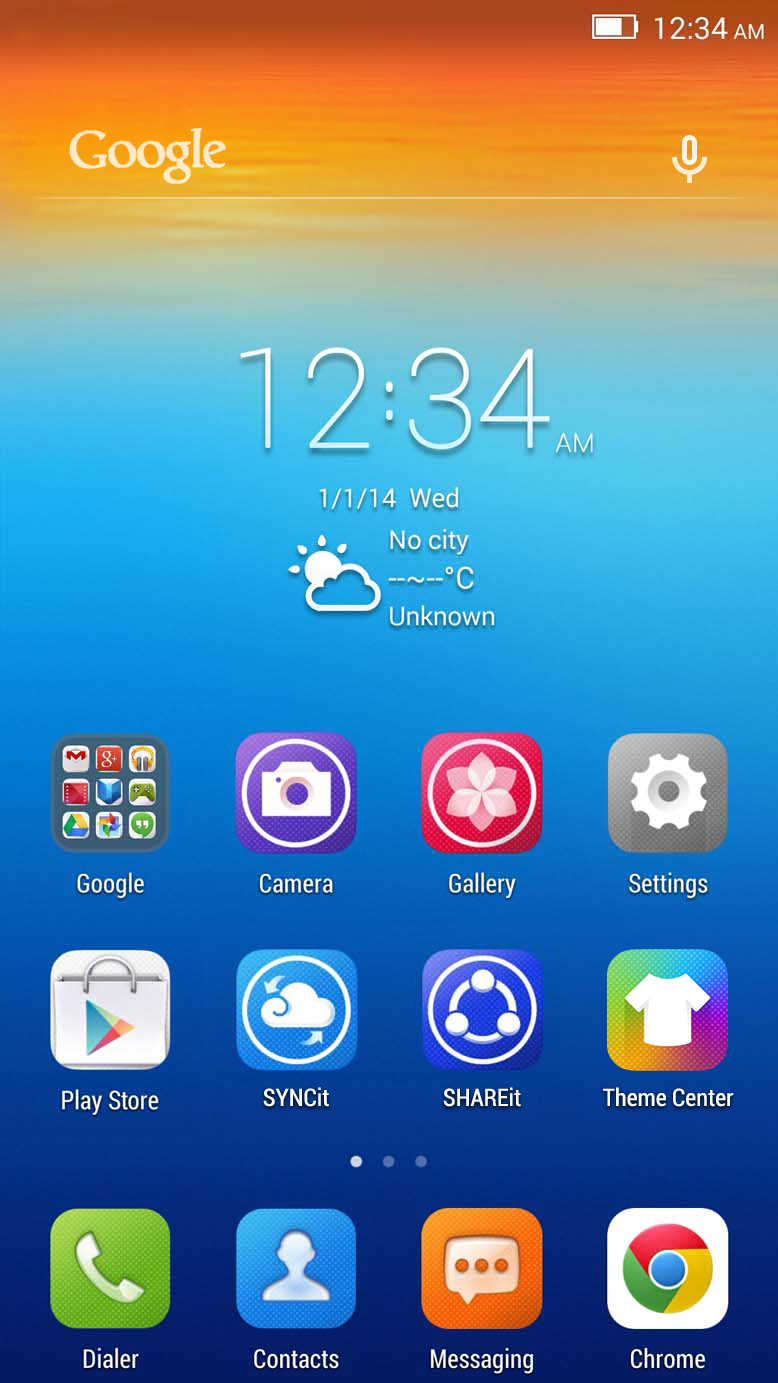 12:34 AM
Google
12:34 AM
1/1/14 Wed
No city
--~--°C
Unknown
Google Camera Gallery Settings
Play Store SYNCit SHAREit Theme Center
Dialer Contacts Messaging Chrome